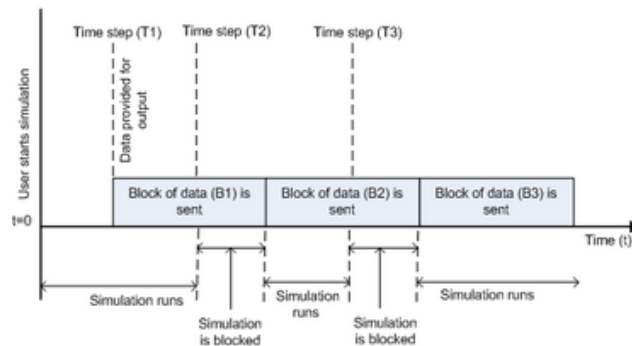 Time step (T1)
Time step (T2)
Time step (T3)
User starts simulation
Data provided for
output
Block of data (B1) is
sent
Block of data (B2) is
sent
Block of data (B3) is
sent
t=0
Time (t)
Simulation runs
Simulation
is blocked
Simulation
runs
Simulation
is blocked
Simulation runs